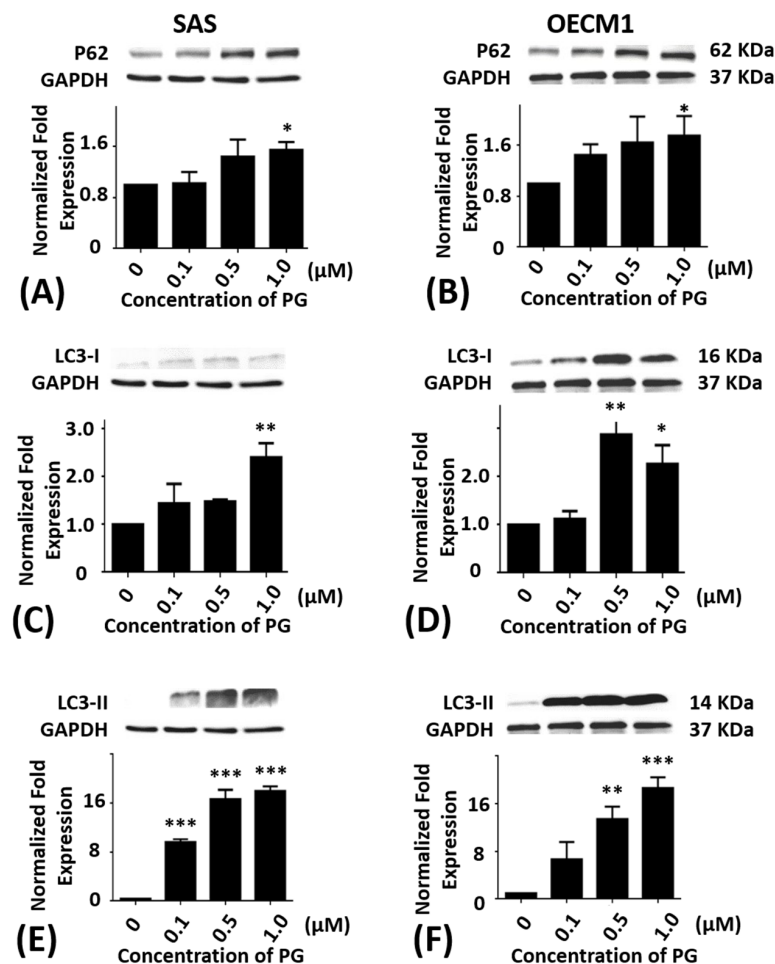 SAS
OECM1
P62
GAPDH
P62
62 KDa
GAPDH
37 KDa
Normalized Fold
Expression
1.6
0.8
0
*
0
0.1
0.5
1.0
(µM)
(A)
Concentration of PG
Normalized Fold
Expression
1.6
0.8
0
*
0
0.1
0.5
1.0
(µM)
(B)
Concentration of PG
LC3-I
GAPDH
LC3-I
16 KDa
GAPDH
37 KDa
Normalized Fold
Expression
3.0
2.0
1.0
0
**
0
0.1
0.5
1.0
(µM)
(C)
Concentration of PG
Normalized Fold
Expression
2.0
1.0
0
**
*
0
0.1
0.5
1.0
(µM)
(D)
Concentration of PG
LC3-II
GAPDH
LC3-II
14 KDa
GAPDH
37 KDa
Normalized Fold
Expression
16
8
0
***
***
***
0
0.1
0.5
1.0
(µM)
(E)
Concentration of PG
Normalized Fold
Expression
16
8
0
**
***
0
0.1
0.5
1.0
(µM)
(F)
Concentration of PG